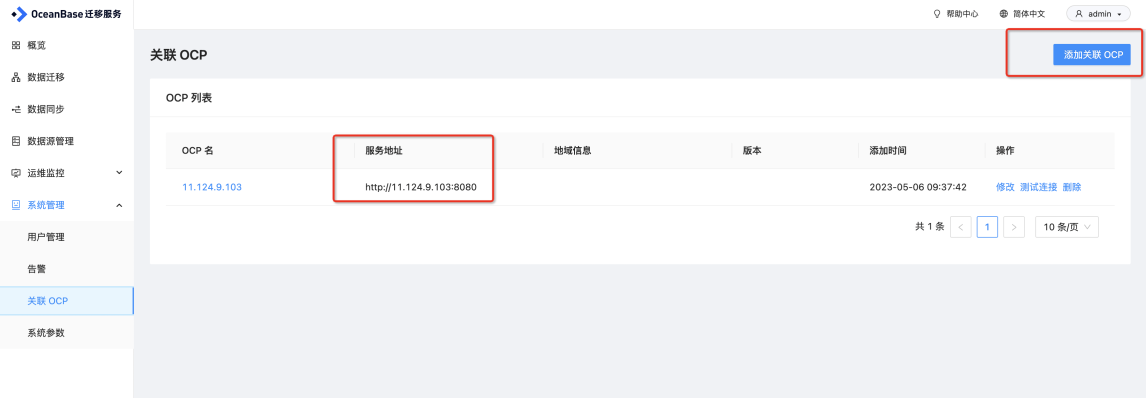 OceanBase 迁移服务
帮助中心 简体中文 admin
概览
数据迁移
数据同步
数据源管理
运维监控
系统管理
用户管理
告警
关联 OCP
系统参数
关联 OCP
添加关联 OCP
OCP 列表
OCP 名 服务地址 地域信息 版本 添加时间 操作
11.124.9.103 http://11.124.9.103:8080 2023-05-06 09:37:42 修改 测试连接 删除
共 1 条 < 1 > 10 条/页